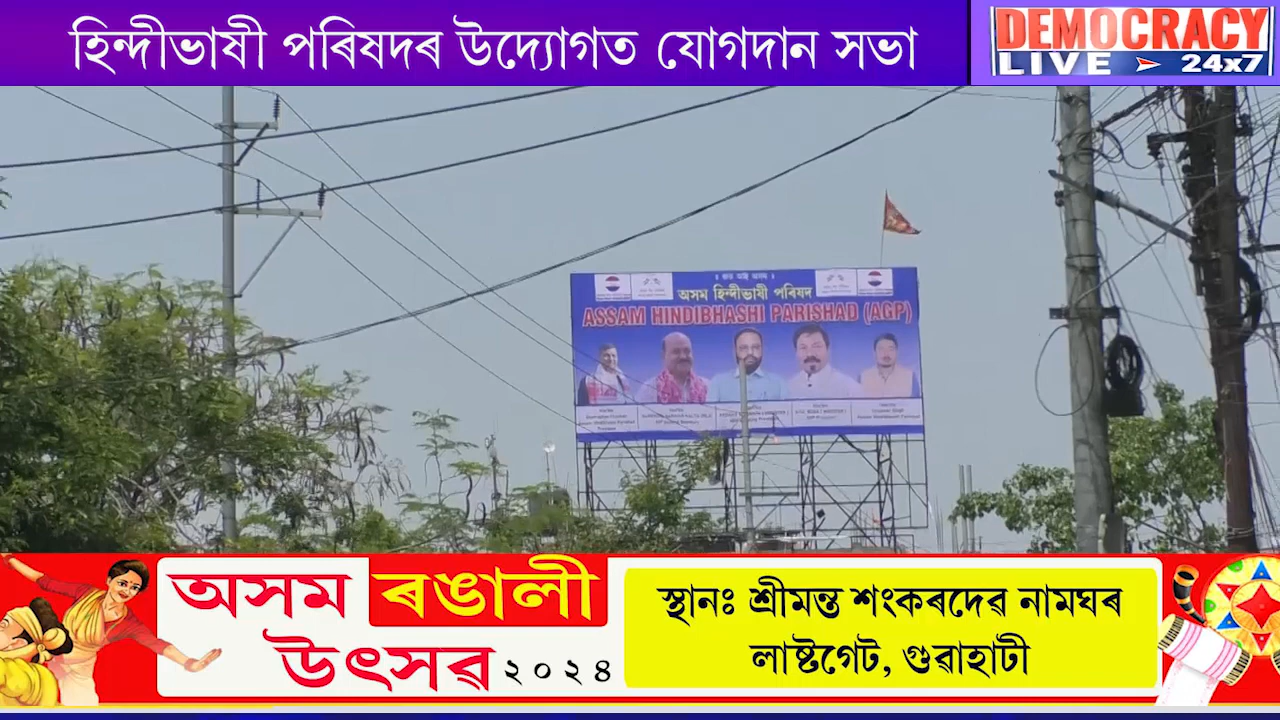 হিন্দীভাষী পৰিষদৰ উদ্যোগত যোগদান সভা
DEMOCRACY
LIVE 24x7
অসম হিন্দীভাষী পৰিষদ
ASSAM HINDIBHASHI PARISHAD (AGP)
অসম ৰঙালী
উৎসৱ ২০২৪
স্থানঃ শ্ৰীমন্ত শংকৰদেৱ নামঘৰ
লাষ্টগেট, গুৱাহাটী